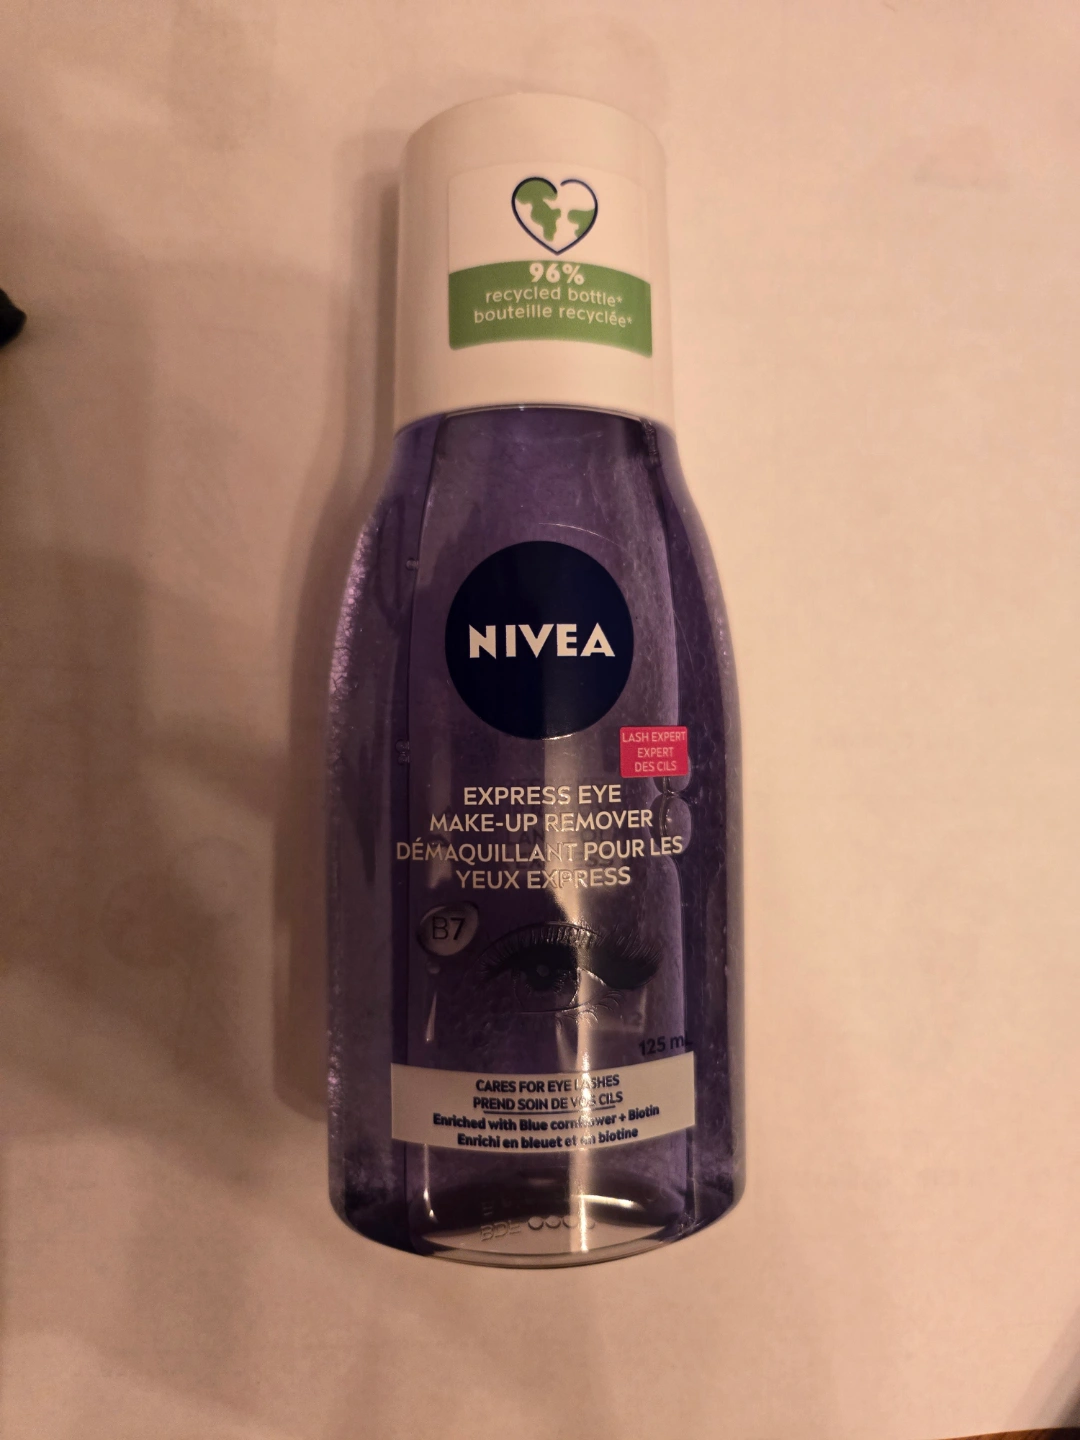 96%
recycled bottle*
bouteille recyclée*
NIVEA
LASH EXPERT
EXPERT
DES CILS
EXPRESS EYE
MAKE-UP REMOVER
DÉMAQUILLANT POUR LES
YEUX EXPRESS
B7
125 mL
CARES FOR EYE LASHES
PREND SOIN DE VOS CILS
Enriched with Blue cornflower + Biotin
Enrichi en bleuet et en biotine